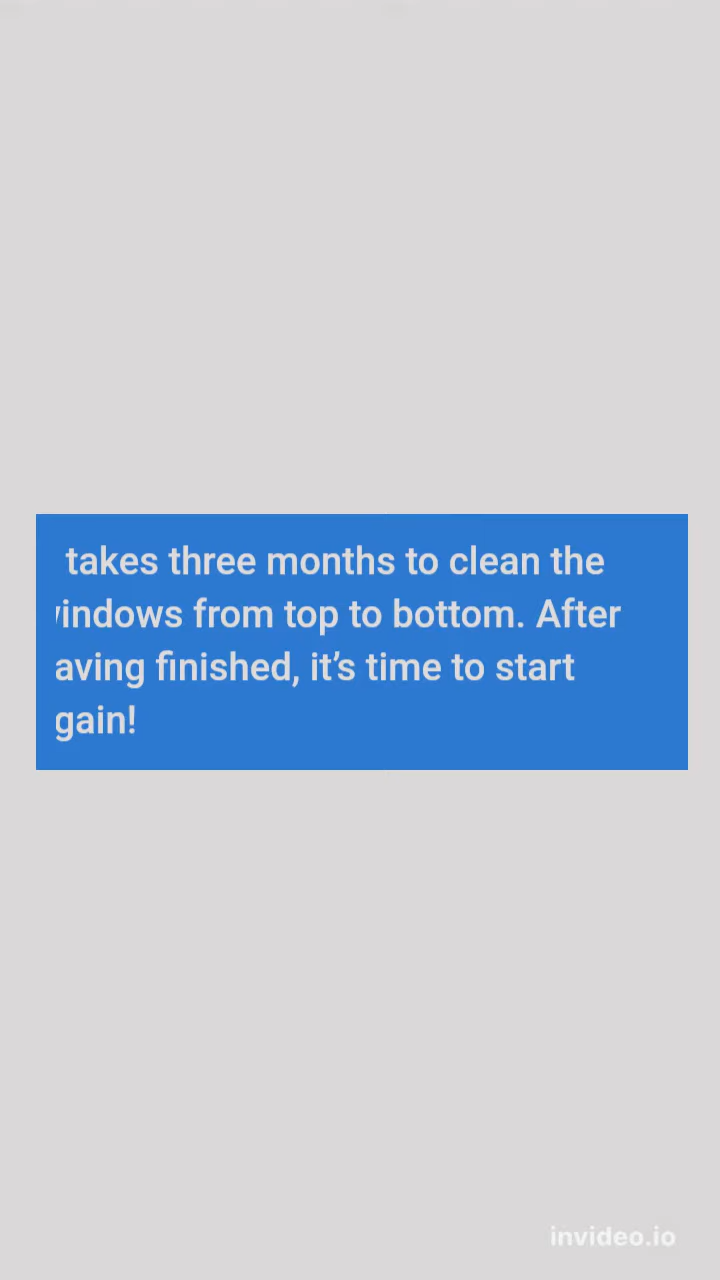 takes three months to clean the
indows from top to bottom. After
aving finished, it’s time to start
gain!
invideo.io